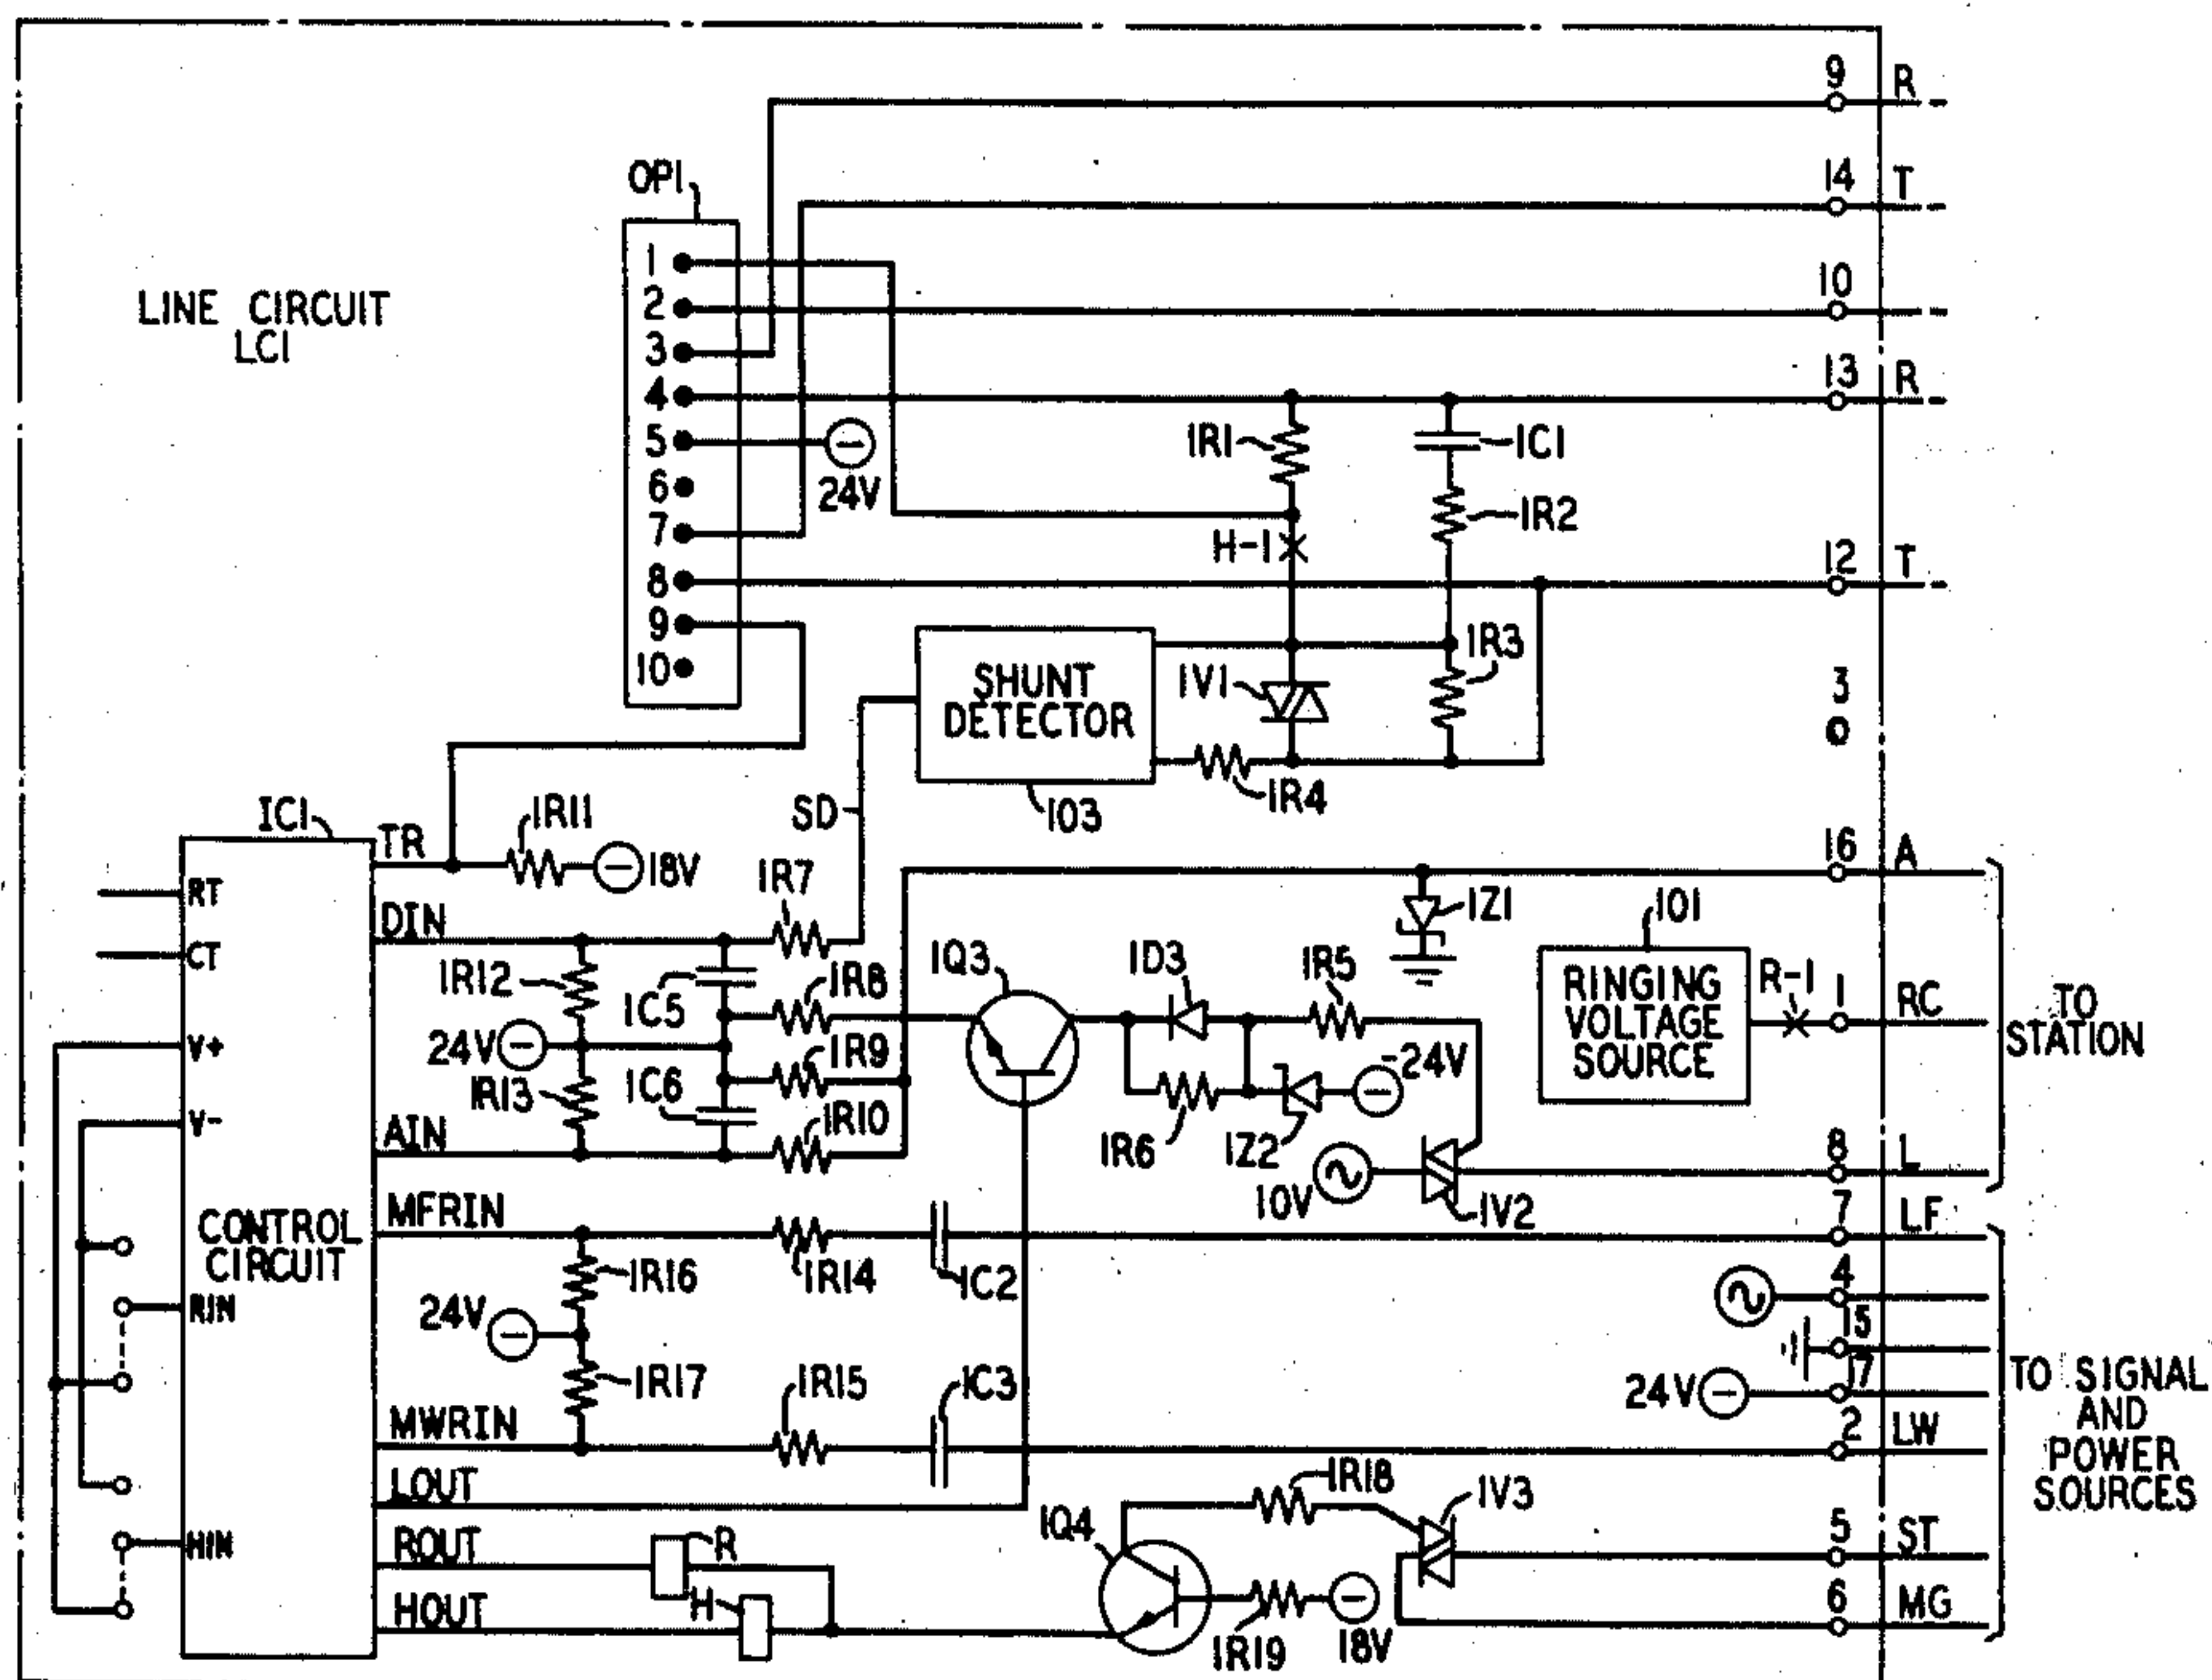 9 R
14 T
10
13 R
12 T
3
LINE CIRCUIT
LC1
OP1
1
2
3
4
5
6
7
8
9
10
24V
1R1
1C1
1R2
H-1
1R3
SHUNT
DETECTOR
1V1
1R4
103
SD
16 A
1Z1
101
RINGING
VOLTAGE
SOURCE
R-1
1 RC
TO
STATION
8 L
IC1
TR
1R11
18V
RT
CT
V+
V-
RIN
HIN
CONTROL
CIRCUIT
DIN
1R7
1R12
1C5
1R8
24V
1R9
1R13
1C6
1R10
AIN
1Q3
1D3
1R5
1R6
1Z2
-24V
10V
1V2
MFRIN
1R16
1R14
1C2
24V
1R17
1R15
1C3
MWRIN
LOUT
ROUT
R
HOUT
H
1Q4
1R18
1V3
1R19
18V
7 LF
4
15
24V
17
2 LW
5 ST
6 MG
TO SIGNAL
AND
POWER
SOURCES